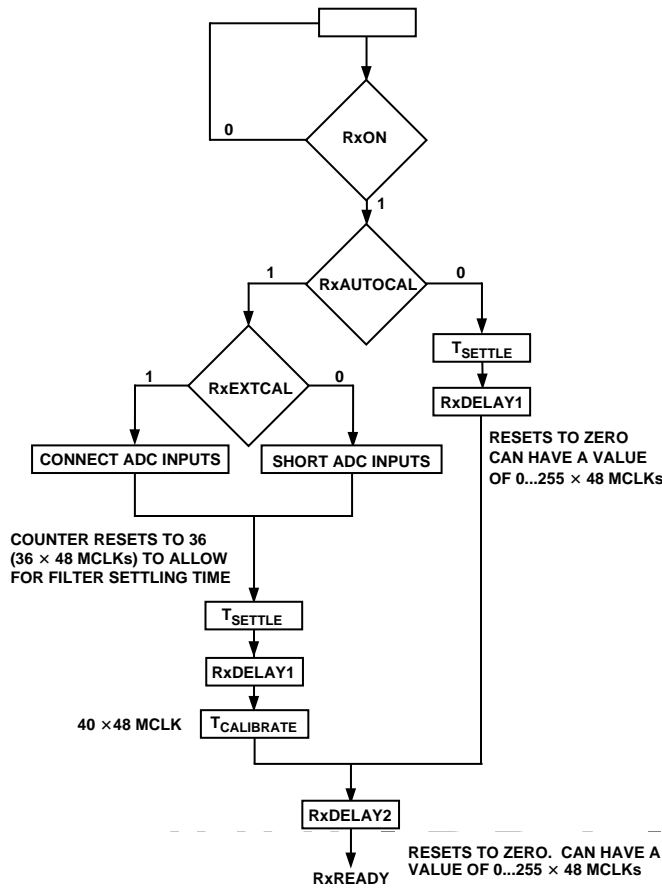 0
RxON
1
1
RxAUTOCAL
0
T_SETTLE
1
RxEXTCAL
0
RxDELAY1
CONNECT ADC INPUTS
SHORT ADC INPUTS
RESETS TO ZERO
CAN HAVE A VALUE
OF 0...255 × 48 MCLKs
COUNTER RESETS TO 36
(36 × 48 MCLKs) TO ALLOW
FOR FILTER SETTLING TIME
T_SETTLE
RxDELAY1
40 ×48 MCLK
T_CALIBRATE
RxDELAY2
RxREADY
RESETS TO ZERO. CAN HAVE A
VALUE OF 0...255 × 48 MCLKs